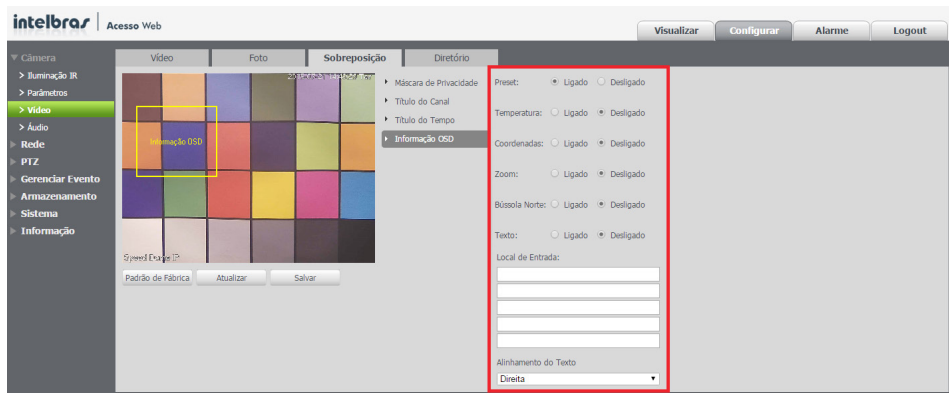 intelbras Acesso Web
Visualizar Configurar Alarme Logout
Câmera
> Iluminação IR
> Parâmetros
> Vídeo
> Áudio
Rede
PTZ
Gerenciar Evento
Armazenamento
Sistema
Informação
Vídeo Foto Sobreposição Diretório
Informação OSD
Speed Dome IP
Padrão de Fábrica Atualizar Salvar
Máscara de Privacidade
Título do Canal
Título do Tempo
Informação OSD
Preset: Ligado Desligado
Temperatura: Ligado Desligado
Coordenadas: Ligado Desligado
Zoom: Ligado Desligado
Bússola Norte: Ligado Desligado
Texto: Ligado Desligado
Local de Entrada:
Alinhamento do Texto
Direita